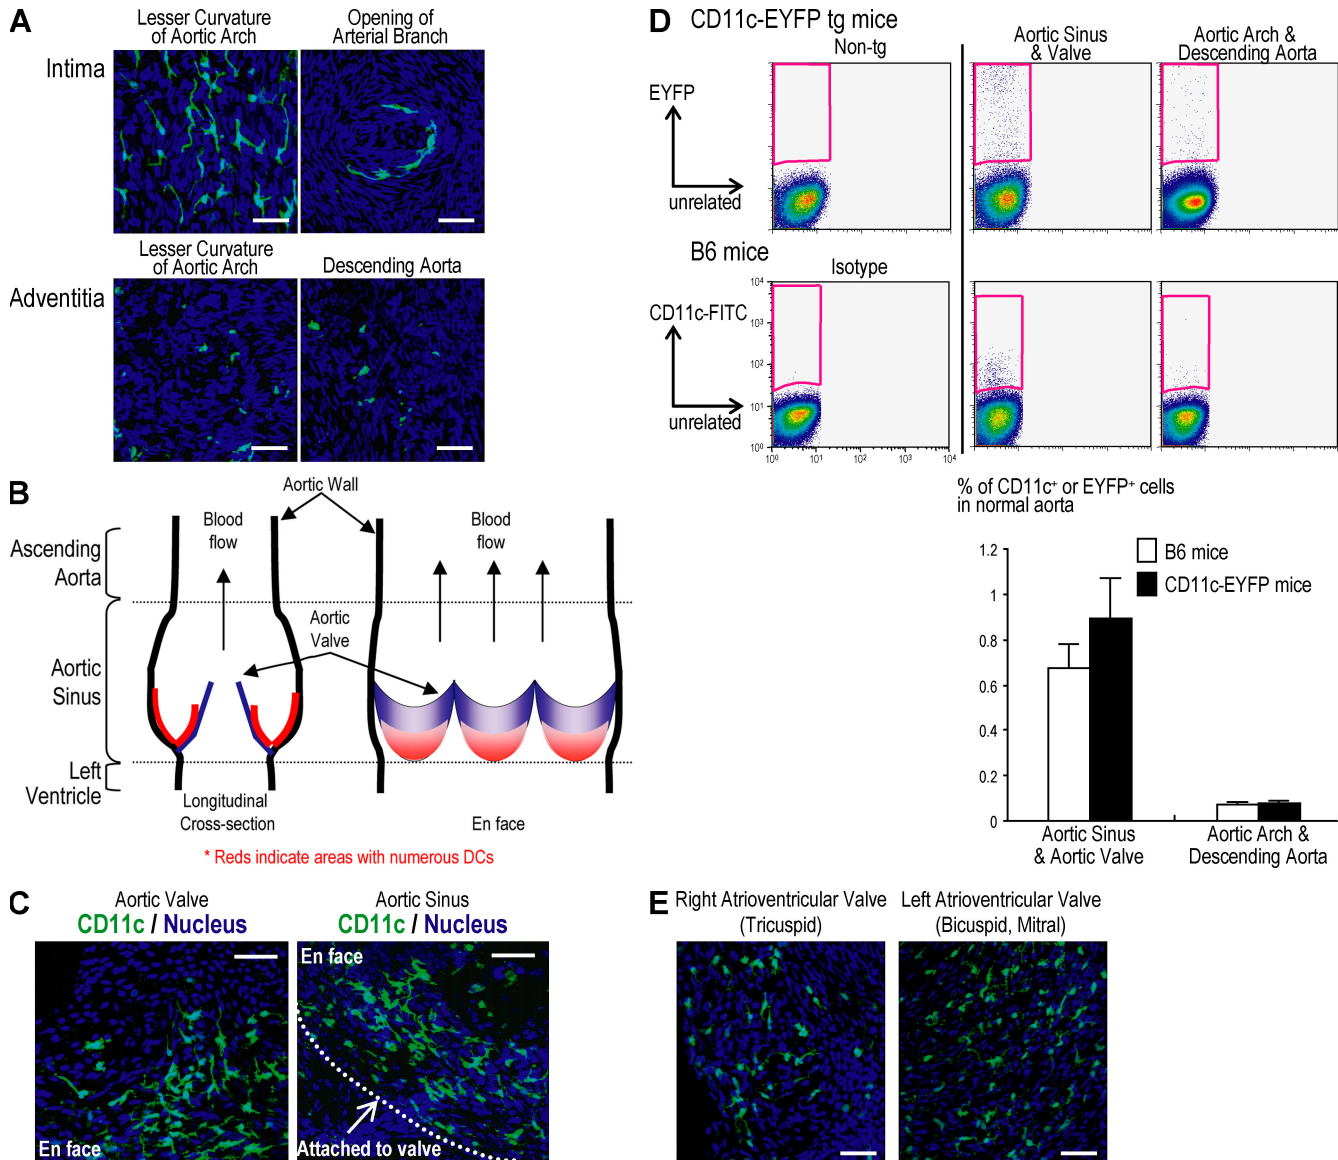 A
Lesser Curvature
of Aortic Arch
Opening of
Arterial Branch
Intima
Lesser Curvature
of Aortic Arch
Descending Aorta
Adventitia
B
Aortic Wall
Blood
flow
Blood
flow
Ascending
Aorta
Aortic
Valve
Aortic
Sinus
Left
Ventricle
Longitudinal
Cross-section
En face
* Reds indicate areas with numerous DCs
C
Aortic Valve
CD11c / Nucleus
En face
Aortic Sinus
CD11c / Nucleus
En face
Attached to valve
D
CD11c-EYFP tg mice
Non-tg
Aortic Sinus
& Valve
Aortic Arch &
Descending Aorta
EYFP
unrelated
B6 mice
Isotype
CD11c-FITC
unrelated
10⁴
10³
10²
10¹
10⁰
10⁰ 10¹ 10² 10³ 10⁴
% of CD11c⁺ or EYFP⁺ cells
in normal aorta
B6 mice
CD11c-EYFP mice
1.2
1
0.8
0.6
0.4
0.2
0
Aortic Sinus
& Aortic Valve
Aortic Arch &
Descending Aorta
E
Right Atrioventricular Valve
(Tricuspid)
Left Atrioventricular Valve
(Bicuspid, Mitral)